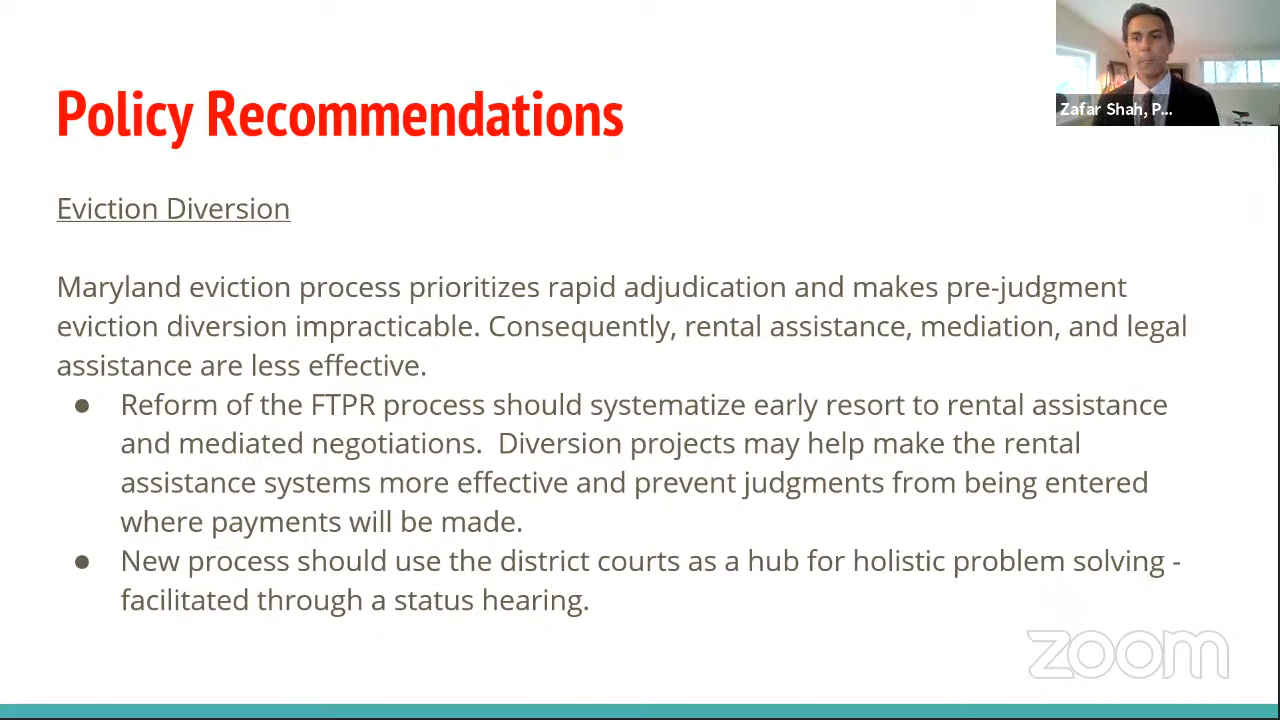 Policy Recommendations
Zafar Shah, P...
Eviction Diversion
Maryland eviction process prioritizes rapid adjudication and makes pre-judgment
eviction diversion impracticable. Consequently, rental assistance, mediation, and legal
assistance are less effective.
● Reform of the FTPR process should systematize early resort to rental assistance
and mediated negotiations.  Diversion projects may help make the rental
assistance systems more effective and prevent judgments from being entered
where payments will be made.
● New process should use the district courts as a hub for holistic problem solving -
facilitated through a status hearing.
zoom